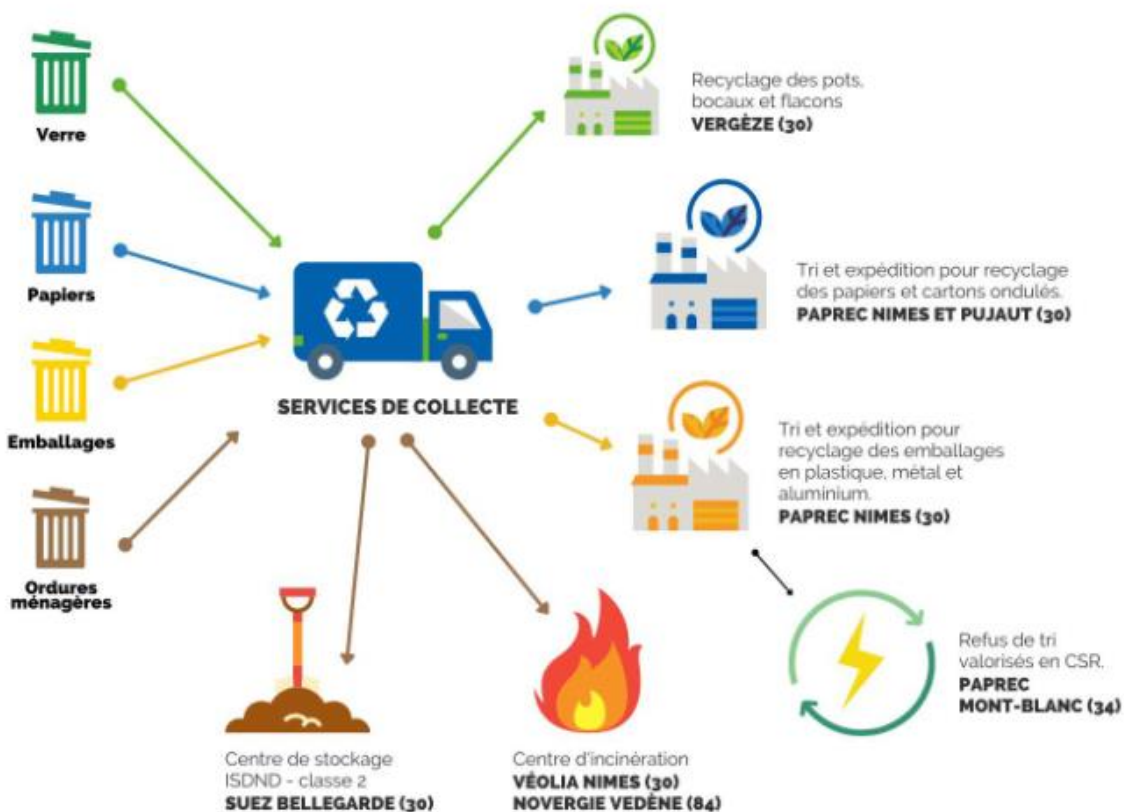 Verre
Papiers
Emballages
Ordures
ménagères
SERVICES DE COLLECTE
Recyclage des pots,
bocaux et flacons
VERGÈZE (30)
Tri et expédition pour recyclage
des papiers et cartons ondulés.
PAPREC NIMES ET PUJAUT (30)
Tri et expédition pour
recyclage des emballages
en plastique, métal et
aluminium.
PAPREC NIMES (30)
Refus de tri
valorisés en CSR.
PAPREC
MONT-BLANC (34)
Centre de stockage
ISDND - classe 2
SUEZ BELLEGARDE (30)
Centre d'incinération
VÉOLIA NIMES (30)
NOVERGIE VEDÈNE (84)